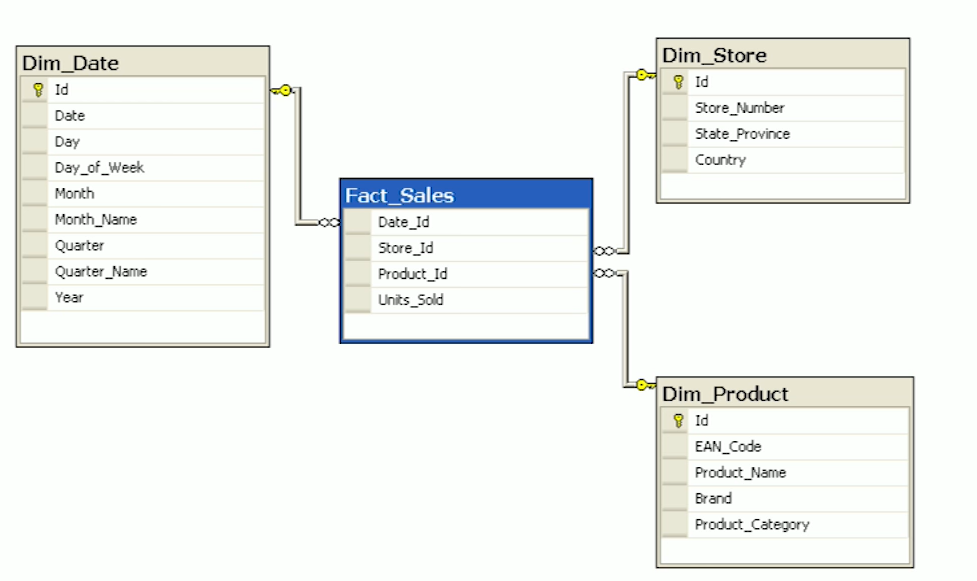 Dim_Date
Id
Date
Day
Day_of_Week
Month
Month_Name
Quarter
Quarter_Name
Year
Fact_Sales
Date_Id
Store_Id
Product_Id
Units_Sold
Dim_Store
Id
Store_Number
State_Province
Country
Dim_Product
Id
EAN_Code
Product_Name
Brand
Product_Category